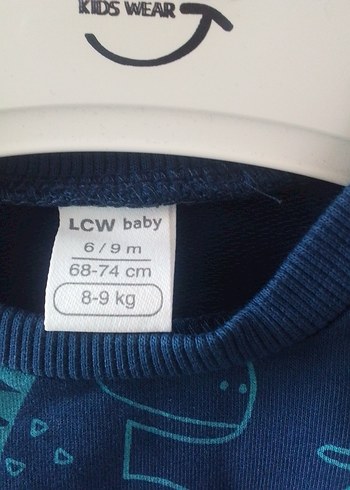 KIDS WEAR
LCW baby
6/9 m
68-74 cm
8-9 kg